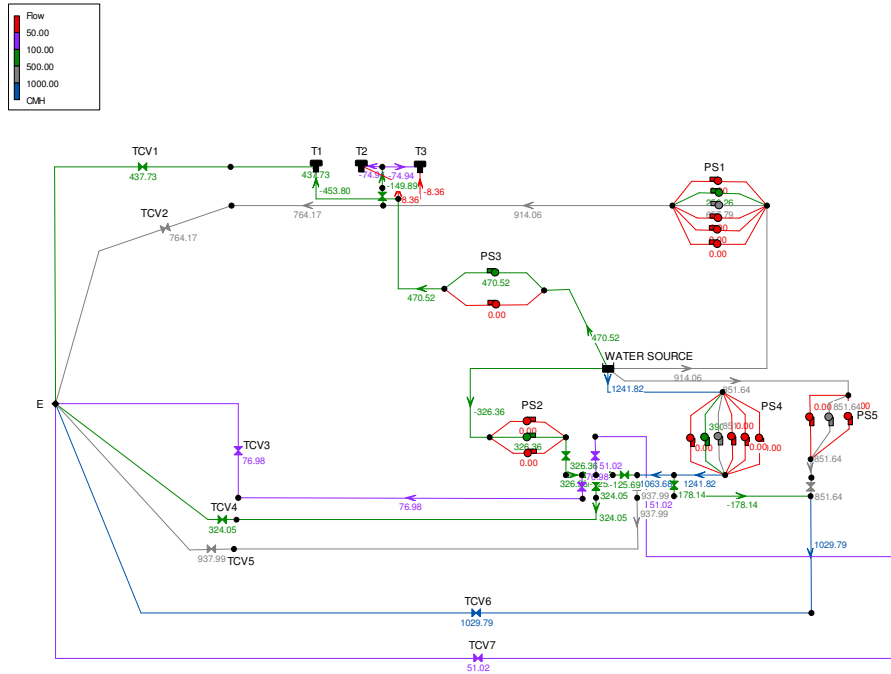 Flow
50.00
100.00
500.00
1000.00
CMH
TCV1
437.73
T1
T2
T3
437.73
-453.80
-74.94
-149.89
-8.36
8.36
PS1
0.00
TCV2
764.17
764.17
914.06
PS3
470.52
470.52
0.00
470.52
WATER SOURCE
914.06
1241.82
-326.36
E
PS2
0.00
326.36
0.00
PS4
851.64
0.00
0.00
PS5
0.00
851.64
851.64
851.64
TCV3
76.98
76.98
326.36
51.02
-125.69
1063.68
1241.82
178.14
-178.14
324.05
324.05
937.99
937.99
51.02
TCV4
324.05
TCV5
937.99
1029.79
TCV6
1029.79
TCV7
51.02